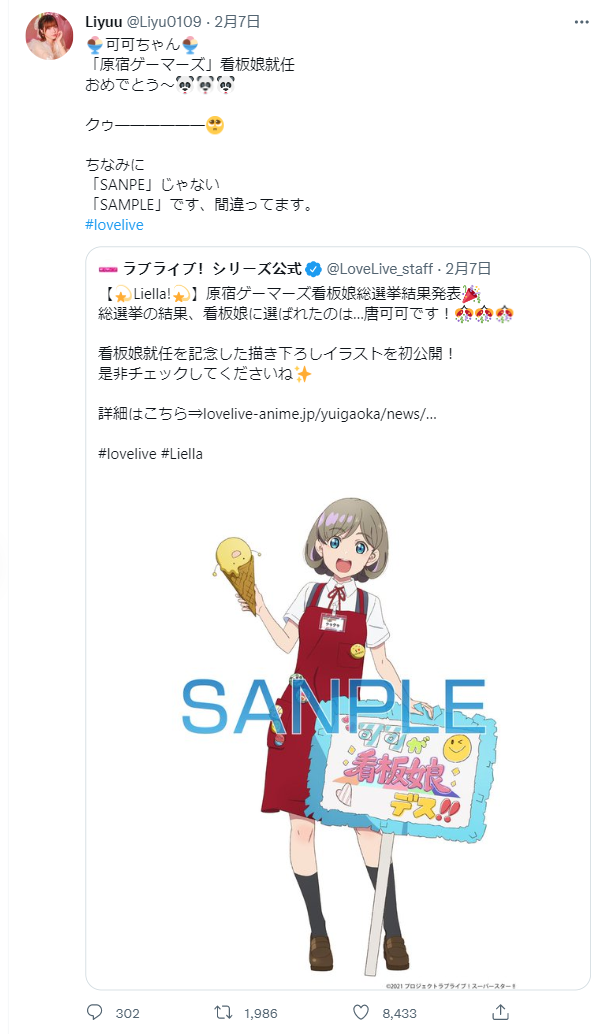 Liyuu @Liyu0109 · 2月7日
🍨可可ちゃん🍨
「原宿ゲーマーズ」看板娘就任
おめでとう〜🐼🐼🐼
クゥ——————🥺
ちなみに
「SANPE」じゃない
「SAMPLE」です、間違ってます。
#lovelive
ラブライブ！シリーズ公式 @LoveLive_staff · 2月7日
【💫Liella!💫】原宿ゲーマーズ看板娘総選挙結果発表🎉
総選挙の結果、看板娘に選ばれたのは...唐可可です！🎊🎊🎊
看板娘就任を記念した描き下ろしイラストを初公開！
是非チェックしてくださいね✨
詳細はこちら⇒lovelive-anime.jp/yuigaoka/news/…
#lovelive #Liella
SANPLE
看板娘
デス!!
©2021 プロジェクトラブライブ！スーパースター!!
302
1,986
8,433